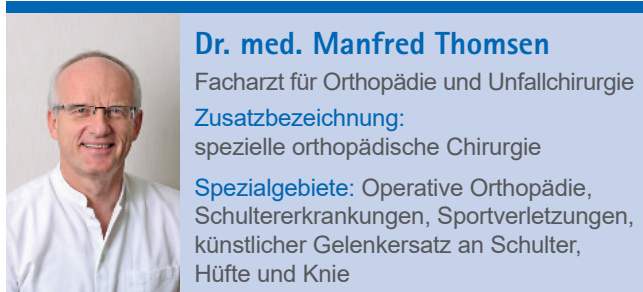 Dr. med. Manfred Thomsen
Facharzt für Orthopädie und Unfallchirurgie
Zusatzbezeichnung:
spezielle orthopädische Chirurgie
Spezialgebiete: Operative Orthopädie,
Schultererkrankungen, Sportverletzungen,
künstlicher Gelenkersatz an Schulter,
Hüfte und Knie